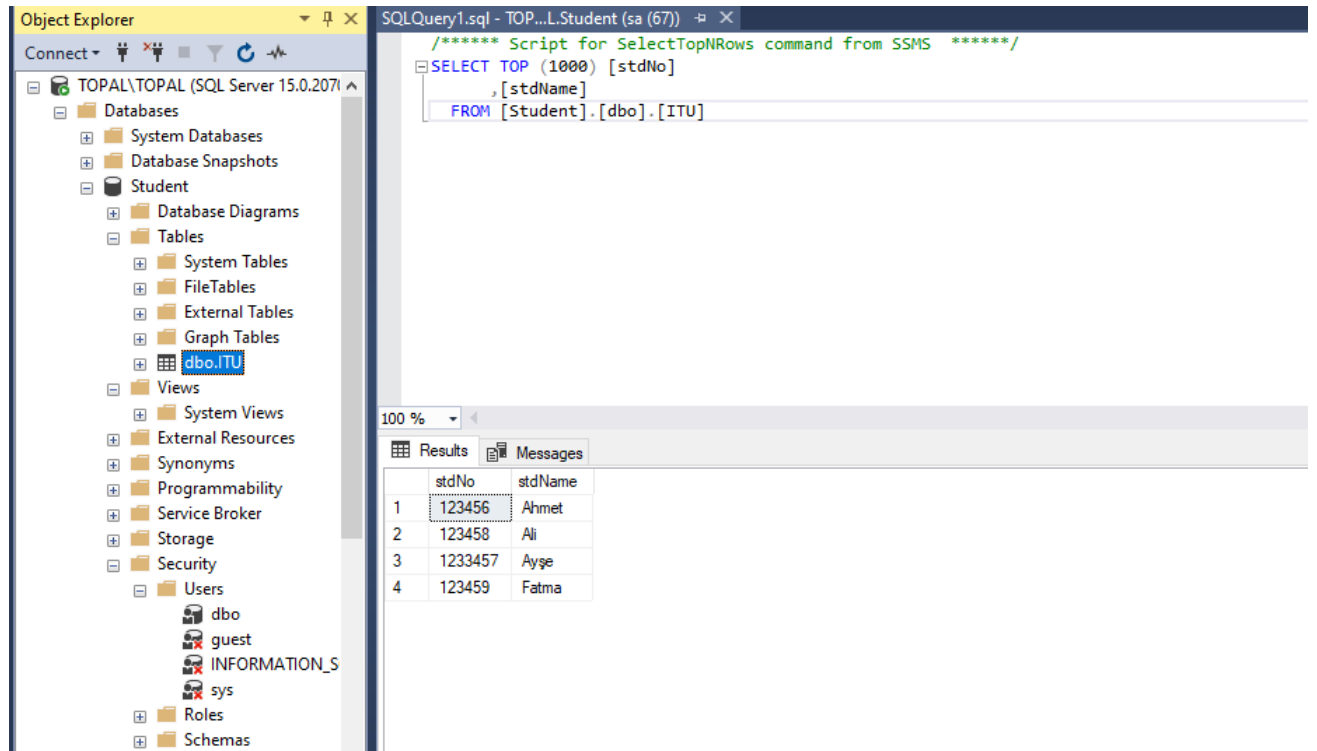 Object Explorer
Connect
TOPAL\TOPAL (SQL Server 15.0.207
Databases
System Databases
Database Snapshots
Student
Database Diagrams
Tables
System Tables
FileTables
External Tables
Graph Tables
dbo.ITU
Views
System Views
External Resources
Synonyms
Programmability
Service Broker
Storage
Security
Users
dbo
guest
INFORMATION_S
sys
Roles
Schemas
SQLQuery1.sql - TOP...L.Student (sa (67))
/****** Script for SelectTopNRows command from SSMS ******/
SELECT TOP (1000) [stdNo]
,[stdName]
FROM [Student].[dbo].[ITU]
100 %
Results Messages
stdNo stdName
1 123456 Ahmet
2 123458 Ali
3 1233457 Ayşe
4 123459 Fatma